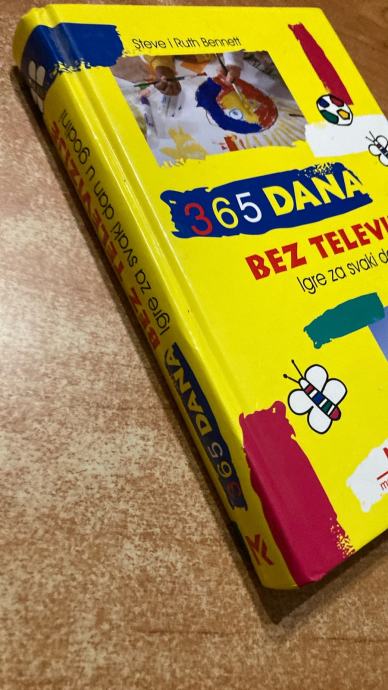 Steve i Ruth Bennett
365 DANA
BEZ TELEVI
Igre za svaki d
365 DANA BEZ TELEVIZIJE Igre za svaki dan u godini